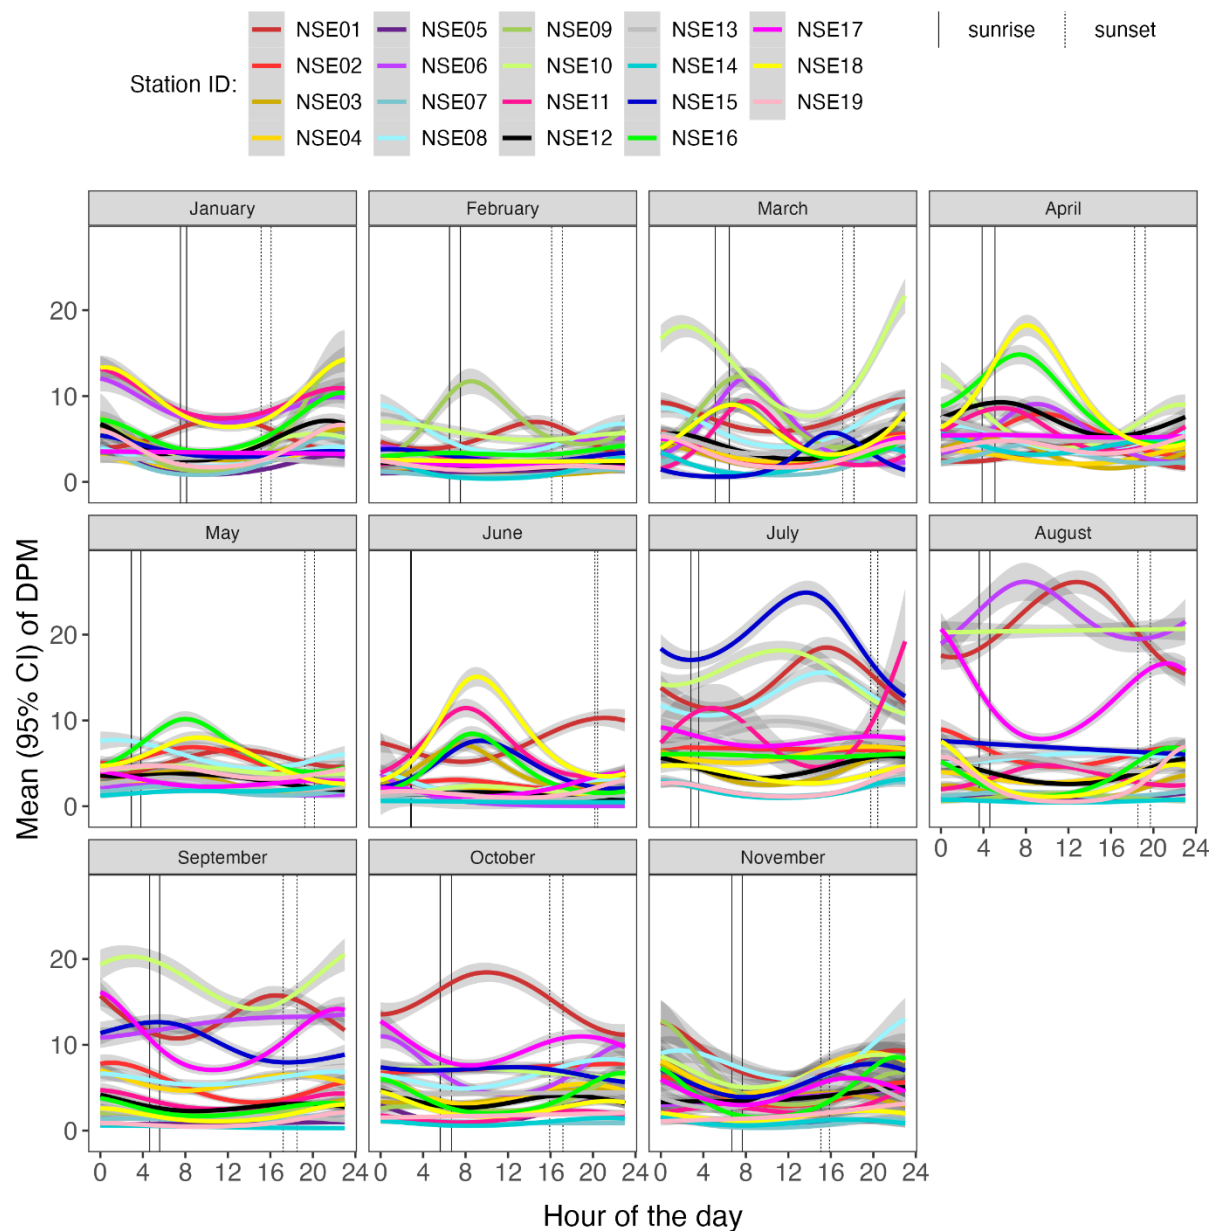 NSE01 NSE05 NSE09 NSE13 NSE17 sunrise sunset
NSE02 NSE06 NSE10 NSE14 NSE18
Station ID:
NSE03 NSE07 NSE11 NSE15 NSE19
NSE04 NSE08 NSE12 NSE16
January February March April
20
10
0
May June July August
20
10
0
0 4 8 12 16 20 24
September October November
20
10
0
0 4 8 12 16 20 24 0 4 8 12 16 20 24 0 4 8 12 16 20 24
Mean (95% CI) of DPM
Hour of the day